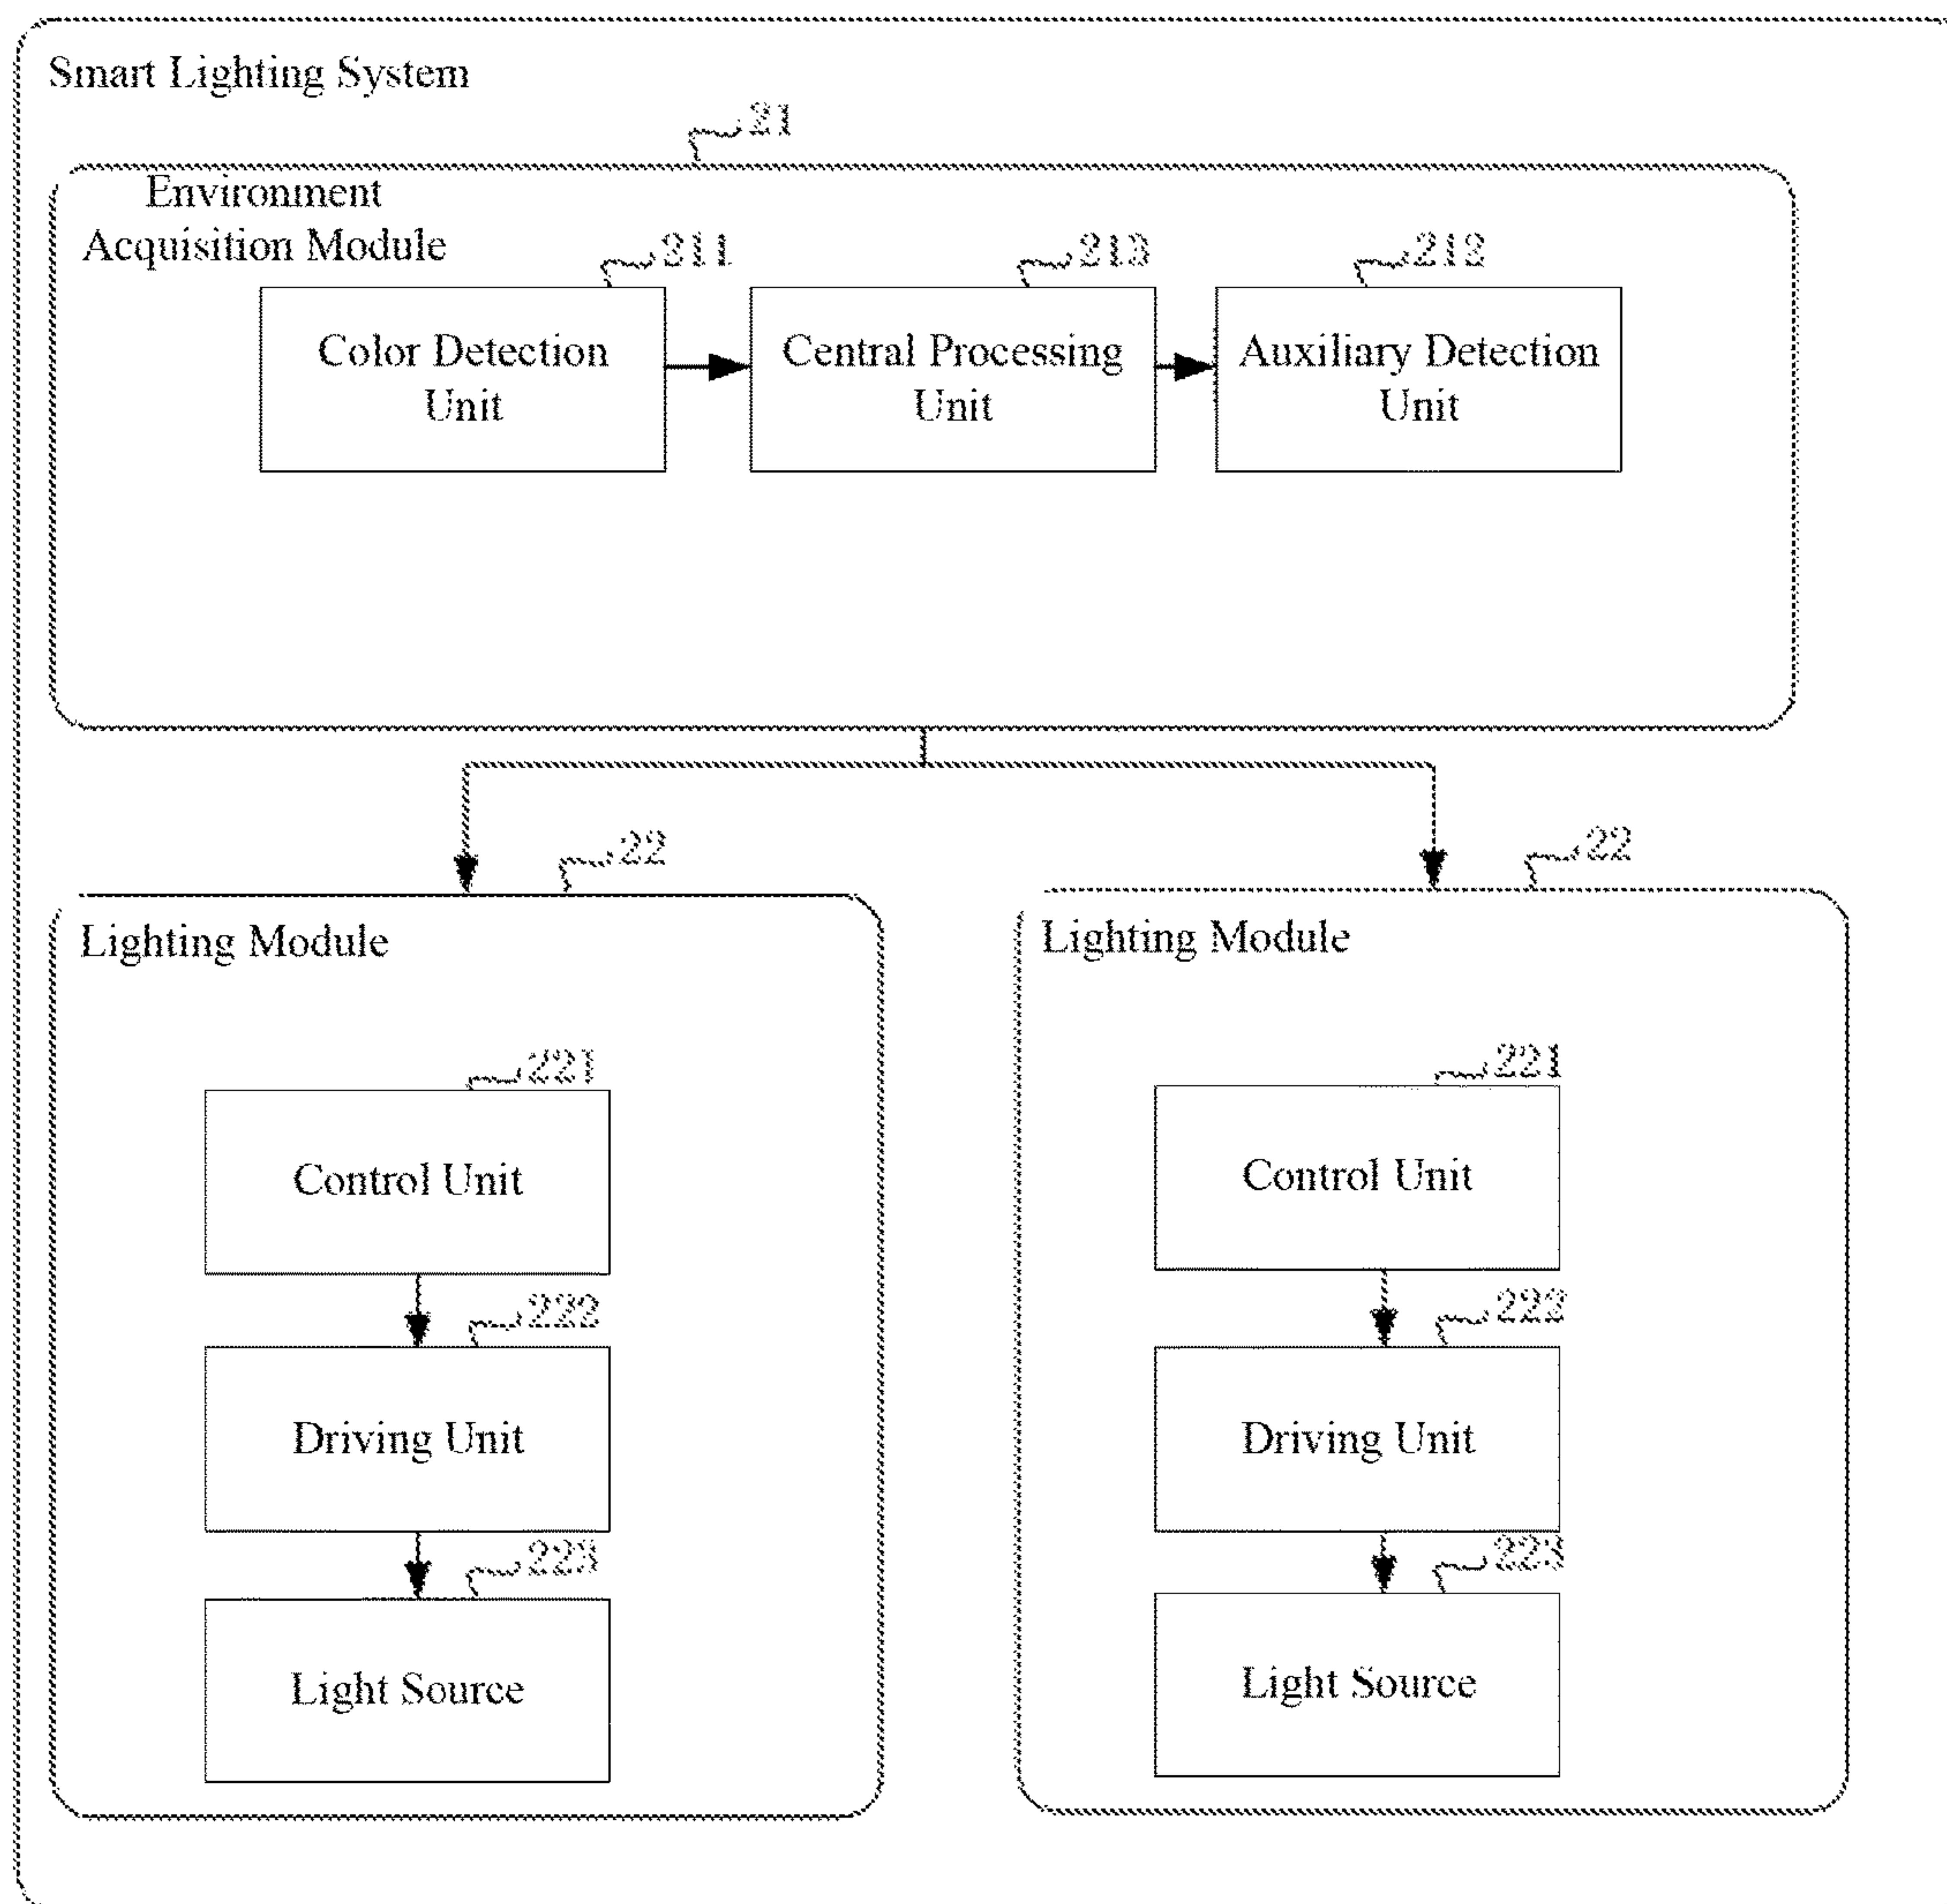 Smart Lighting System
21
Environment
Acquisition Module
211
213
212
Color Detection
Unit
Central Processing
Unit
Auxiliary Detection
Unit
22
22
Lighting Module
Lighting Module
221
221
Control Unit
Control Unit
222
222
Driving Unit
Driving Unit
223
223
Light Source
Light Source